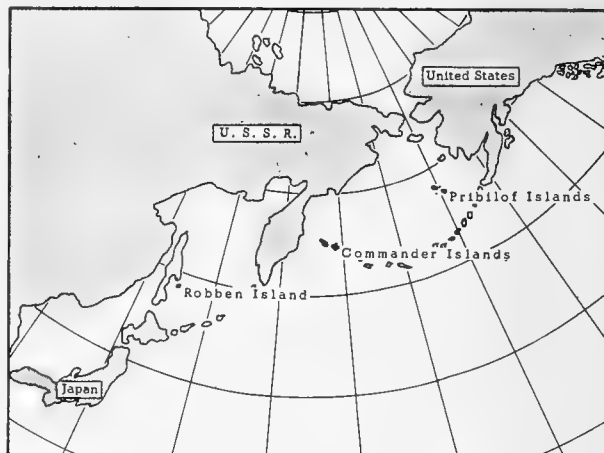 United States
U. S. S. R.
Pribilof Islands
Commander Islands
Robben Island
Japan